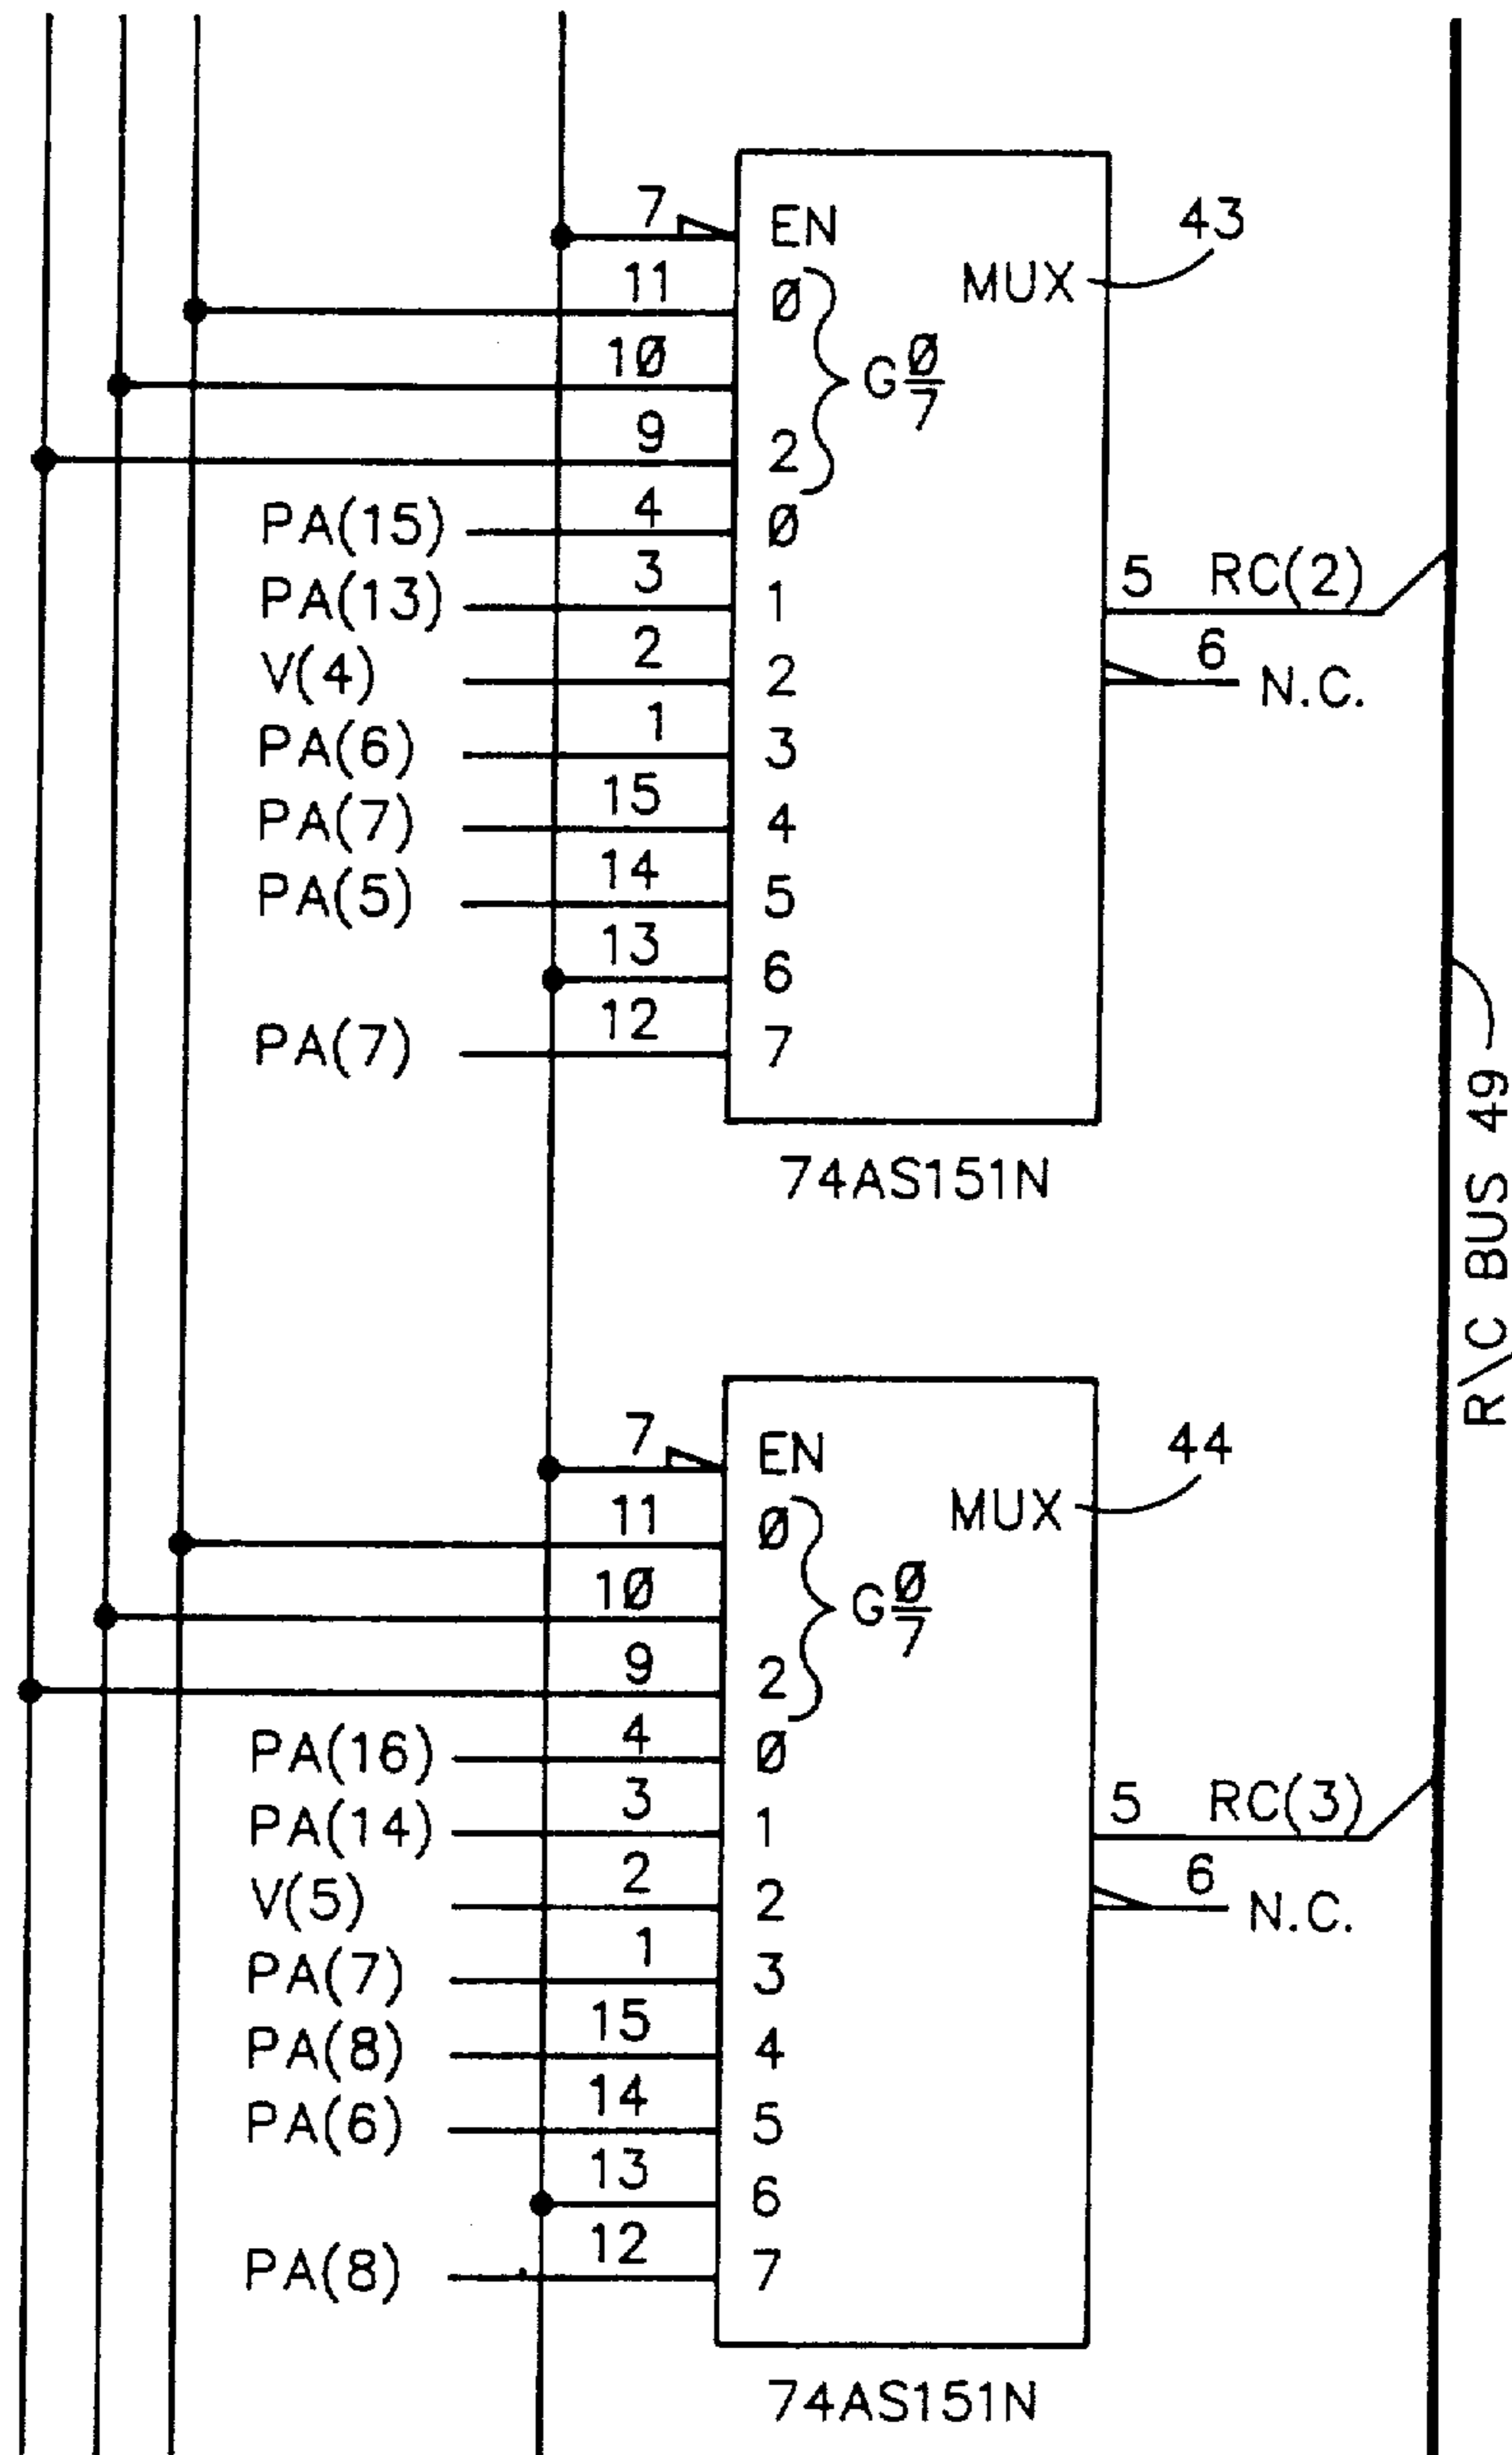 7 EN
43
11 Ø
MUX
10
G Ø/7
9 2
PA(15) 4 Ø
PA(13) 3 1
5 RC(2)
V(4) 2 2
6 N.C.
PA(6) 1 3
PA(7) 15 4
PA(5) 14 5
13 6
PA(7) 12 7
74AS151N
R\C BUS 49
7 EN
44
11 Ø
MUX
1Ø
G Ø/7
9 2
PA(16) 4 Ø
PA(14) 3 1
5 RC(3)
V(5) 2 2
6 N.C.
PA(7) 1 3
PA(8) 15 4
PA(6) 14 5
13 6
PA(8) 12 7
74AS151N